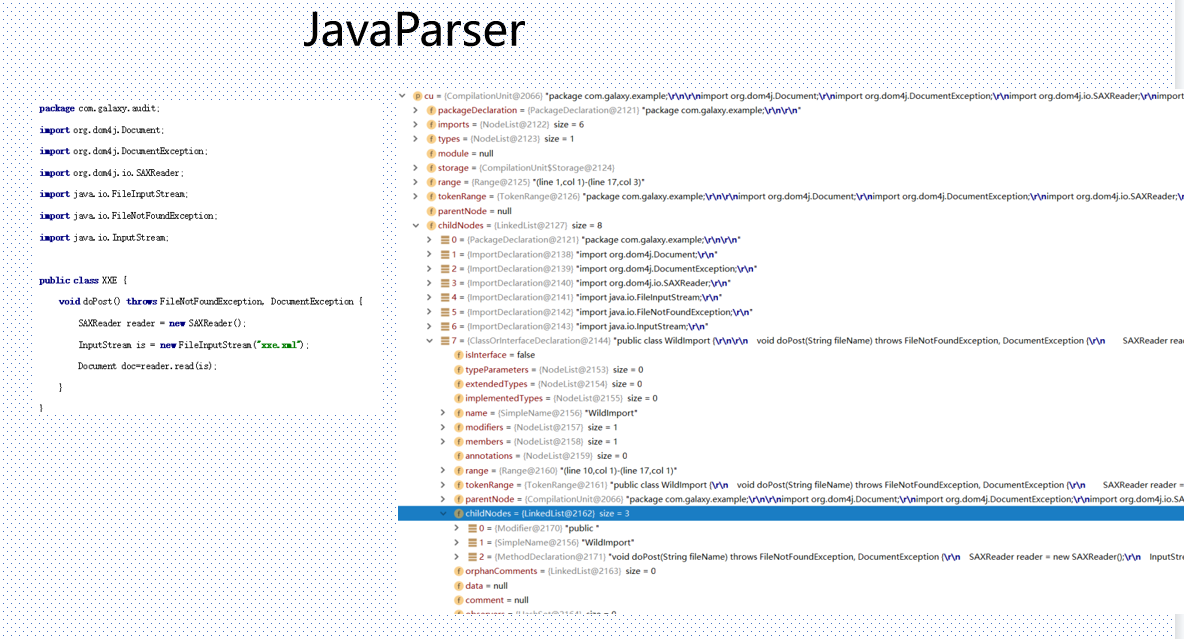 JavaParser
package com.galaxy.audit;
import org.dom4j.Document;
import org.dom4j.DocumentException;
import org.dom4j.io.SAXReader;
import java.io.FileInputStream;
import java.io.FileNotFoundException;
import java.io.InputStream;
public class XXE {
void doPost() throws FileNotFoundException, DocumentException {
SAXReader reader = new SAXReader();
InputStream is = new FileInputStream("xxe.xml");
Document doc=reader.read(is);
}
}
p cu = {CompilationUnit@2066} "package com.galaxy.example;\r\n\r\nimport org.dom4j.Document;\r\nimport org.dom4j.DocumentException;\r\nimport org.dom4j.io.SAXReader;\r\nimport
f packageDeclaration = {PackageDeclaration@2121} "package com.galaxy.example;\r\n\r\n"
f imports = {NodeList@2122} size = 6
f types = {NodeList@2123} size = 1
f module = null
f storage = {CompilationUnit$Storage@2124}
f range = {Range@2125} "(line 1,col 1)-(line 17,col 3)"
f tokenRange = {TokenRange@2126} "package com.galaxy.example;\r\n\r\nimport org.dom4j.Document;\r\nimport org.dom4j.DocumentException;\r\nimport org.dom4j.io.SAXReader;\r
f parentNode = null
f childNodes = {LinkedList@2127} size = 8
0 = {PackageDeclaration@2121} "package com.galaxy.example;\r\n\r\n"
1 = {ImportDeclaration@2138} "import org.dom4j.Document;\r\n"
2 = {ImportDeclaration@2139} "import org.dom4j.DocumentException;\r\n"
3 = {ImportDeclaration@2140} "import org.dom4j.io.SAXReader;\r\n"
4 = {ImportDeclaration@2141} "import java.io.FileInputStream;\r\n"
5 = {ImportDeclaration@2142} "import java.io.FileNotFoundException;\r\n"
6 = {ImportDeclaration@2143} "import java.io.InputStream;\r\n"
7 = {ClassOrInterfaceDeclaration@2144} "public class WildImport {\r\n\r\n void doPost(String fileName) throws FileNotFoundException, DocumentException {\r\n SAXReader rea
f isInterface = false
f typeParameters = {NodeList@2153} size = 0
f extendedTypes = {NodeList@2154} size = 0
f implementedTypes = {NodeList@2155} size = 0
f name = {SimpleName@2156} "WildImport"
f modifiers = {NodeList@2157} size = 1
f members = {NodeList@2158} size = 1
f annotations = {NodeList@2159} size = 0
f range = {Range@2160} "(line 10,col 1)-(line 17,col 1)"
f tokenRange = {TokenRange@2161} "public class WildImport {\r\n void doPost(String fileName) throws FileNotFoundException, DocumentException {\r\n SAXReader reader =
f parentNode = {CompilationUnit@2066} "package com.galaxy.example;\r\n\r\nimport org.dom4j.Document;\r\nimport org.dom4j.DocumentException;\r\nimport org.dom4j.io.SA
f childNodes = {LinkedList@2162} size = 3
0 = {Modifier@2170} "public "
1 = {SimpleName@2156} "WildImport"
2 = {MethodDeclaration@2171} "void doPost(String fileName) throws FileNotFoundException, DocumentException {\r\n SAXReader reader = new SAXReader();\r\n InputStre
f orphanComments = {LinkedList@2163} size = 0
f data = null
f comment = null